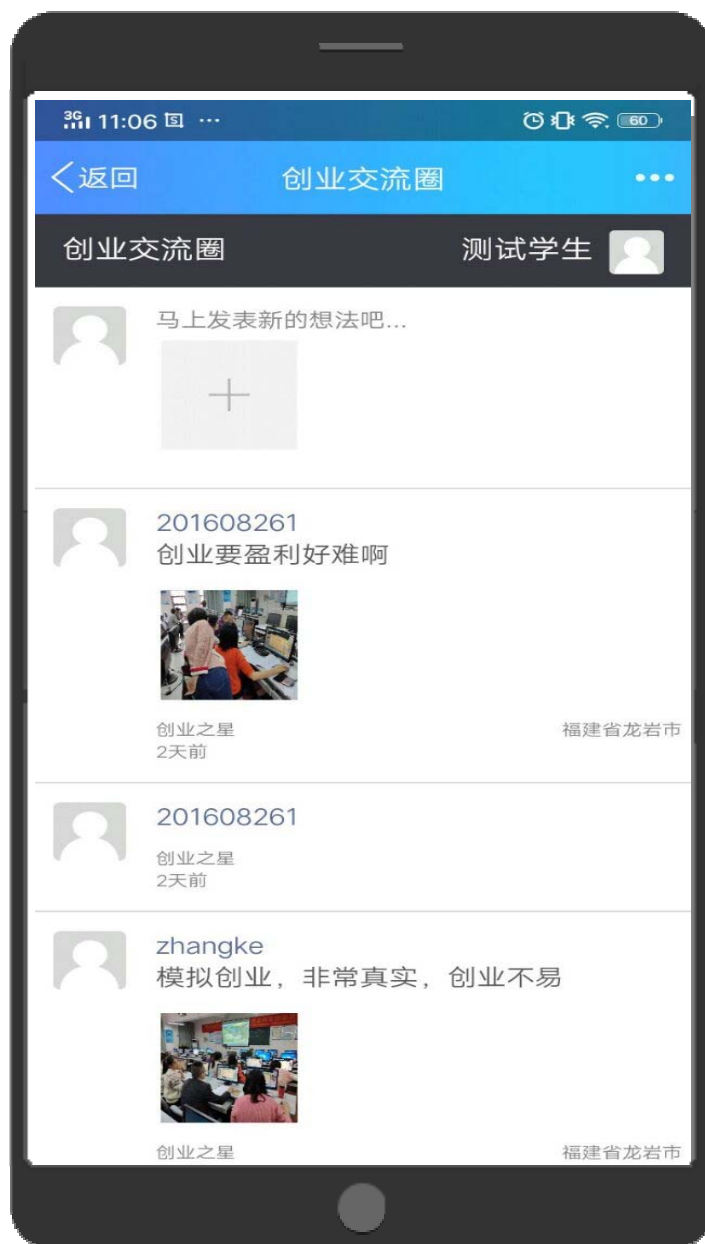 3G 11:06 ··· 60
返回 创业交流圈 •••
创业交流圈 测试学生
马上发表新的想法吧...
201608261
创业要盈利好难啊
创业之星 福建省龙岩市
2天前
201608261
创业之星
2天前
zhangke
模拟创业，非常真实，创业不易
创业之星 福建省龙岩市